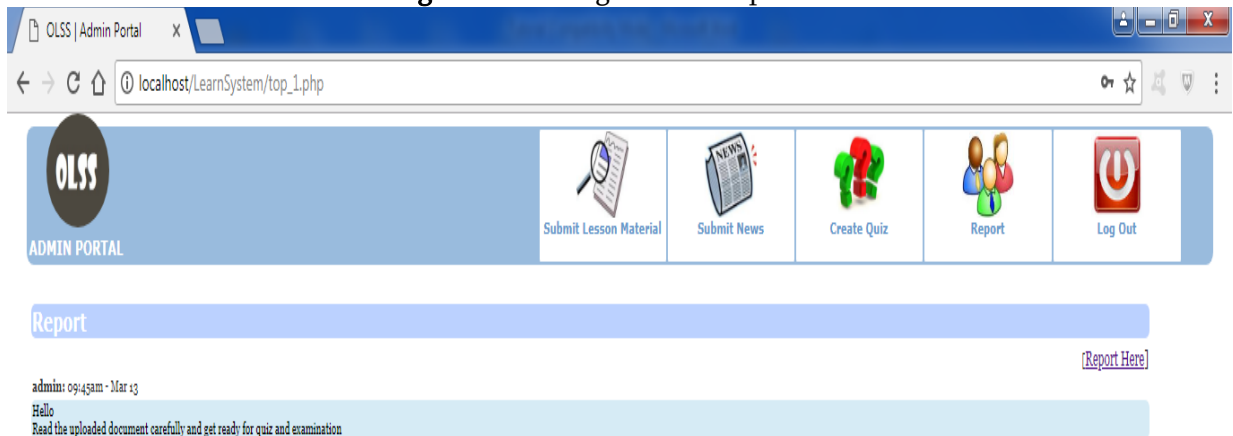 OLSS | Admin Portal
localhost/LearnSystem/top_1.php
OLSS
ADMIN PORTAL
NEWS
Submit Lesson Material
Submit News
Create Quiz
Report
Log Out
Report
[Report Here]
admin: 09:45am - Mar 13
Hello
Read the uploaded document carefully and get ready for quiz and examination